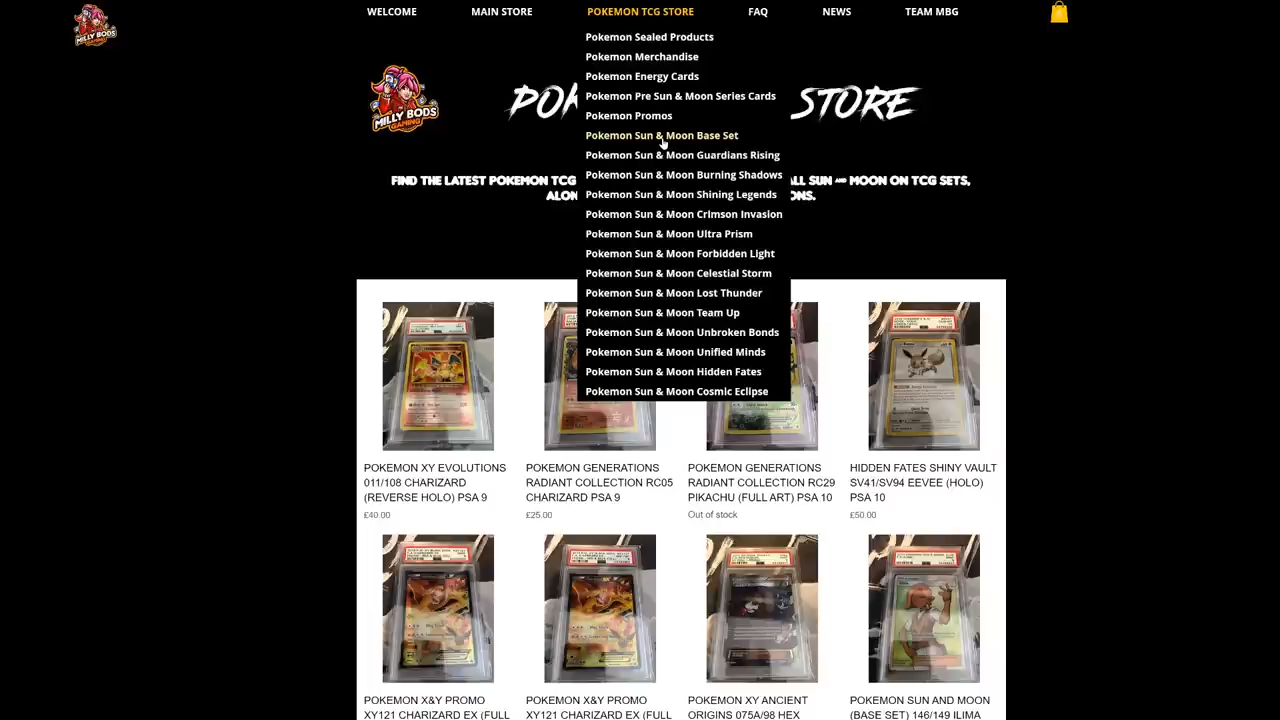 WELCOME
MAIN STORE
POKEMON TCG STORE
FAQ
NEWS
TEAM MBG
MILLY BODS
GAMING
Pokemon Sealed Products
Pokemon Merchandise
Pokemon Energy Cards
Pokemon Pre Sun & Moon Series Cards
Pokemon Promos
Pokemon Sun & Moon Base Set
Pokemon Sun & Moon Guardians Rising
Pokemon Sun & Moon Burning Shadows
Pokemon Sun & Moon Shining Legends
Pokemon Sun & Moon Crimson Invasion
Pokemon Sun & Moon Ultra Prism
Pokemon Sun & Moon Forbidden Light
Pokemon Sun & Moon Celestial Storm
Pokemon Sun & Moon Lost Thunder
Pokemon Sun & Moon Team Up
Pokemon Sun & Moon Unbroken Bonds
Pokemon Sun & Moon Unified Minds
Pokemon Sun & Moon Hidden Fates
Pokemon Sun & Moon Cosmic Eclipse
MILLY BODS
GAMING
POK STORE
FIND THE LATEST POKEMON TCG ALL SUN AND MOON ON TCG SETS,
POKEMON XY EVOLUTIONS
011/108 CHARIZARD
(REVERSE HOLO) PSA 9
£40.00
POKEMON GENERATIONS
RADIANT COLLECTION RC05
CHARIZARD PSA 9
£25.00
POKEMON GENERATIONS
RADIANT COLLECTION RC29
PIKACHU (FULL ART) PSA 10
Out of stock
HIDDEN FATES SHINY VAULT
SV41/SV94 EEVEE (HOLO)
PSA 10
£50.00
POKEMON X&Y PROMO
XY121 CHARIZARD EX (FULL
POKEMON X&Y PROMO
XY121 CHARIZARD EX (FULL
POKEMON XY ANCIENT
ORIGINS 075A/98 HEX
POKEMON SUN AND MOON
(BASE SET) 146/149 ILIMA